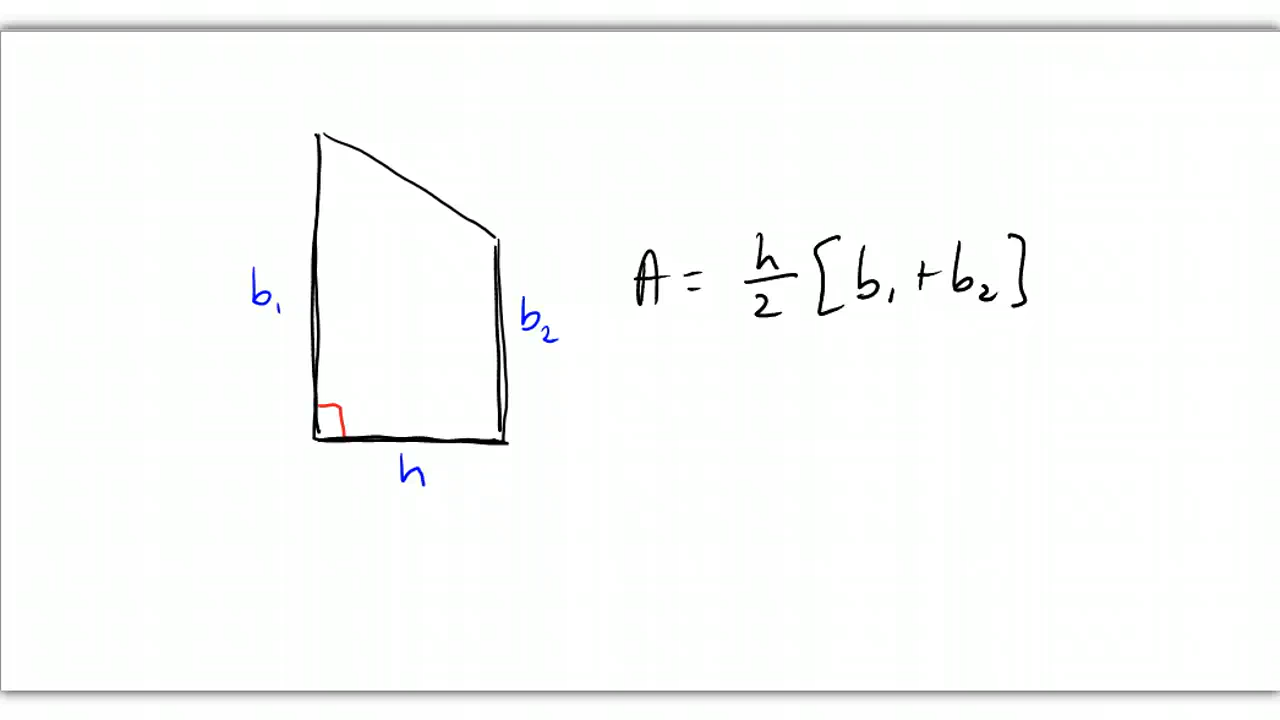 b₁
b₂
h
A = h/2 [b₁ + b₂]